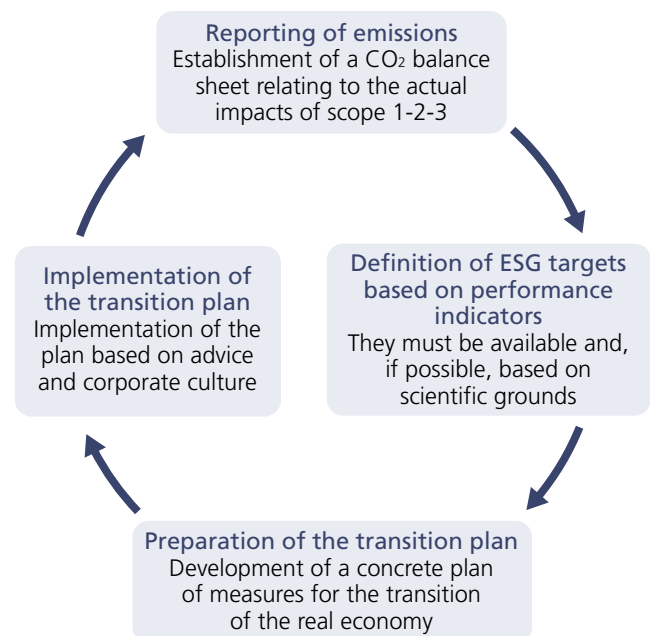 Reporting of emissions
Establishment of a CO₂ balance
sheet relating to the actual
impacts of scope 1-2-3
Definition of ESG targets
based on performance
indicators
They must be available and,
if possible, based on
scientific grounds
Preparation of the transition plan
Development of a concrete plan
of measures for the transition
of the real economy
Implementation of
the transition plan
Implementation of the
plan based on advice
and corporate culture